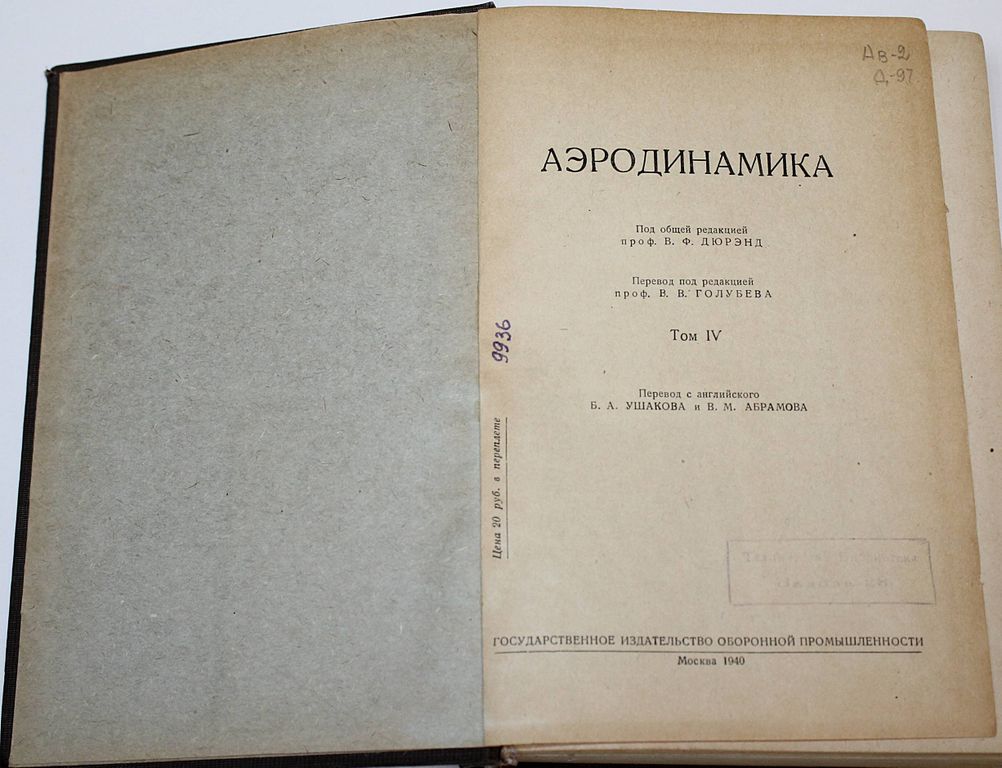 Ав-2
Д-97
АЭРОДИНАМИКА
Под общей редакцией
проф. В. Ф. ДЮРЭНД
Перевод под редакцией
проф. В. В. ГОЛУБЕВА
Том IV
9936
Перевод с английского
Б. А. УШАКОВА и В. М. АБРАМОВА
Цена 20 руб. в переплете
ГОСУДАРСТВЕННОЕ ИЗДАТЕЛЬСТВО ОБОРОННОЙ ПРОМЫШЛЕННОСТИ
Москва 1940